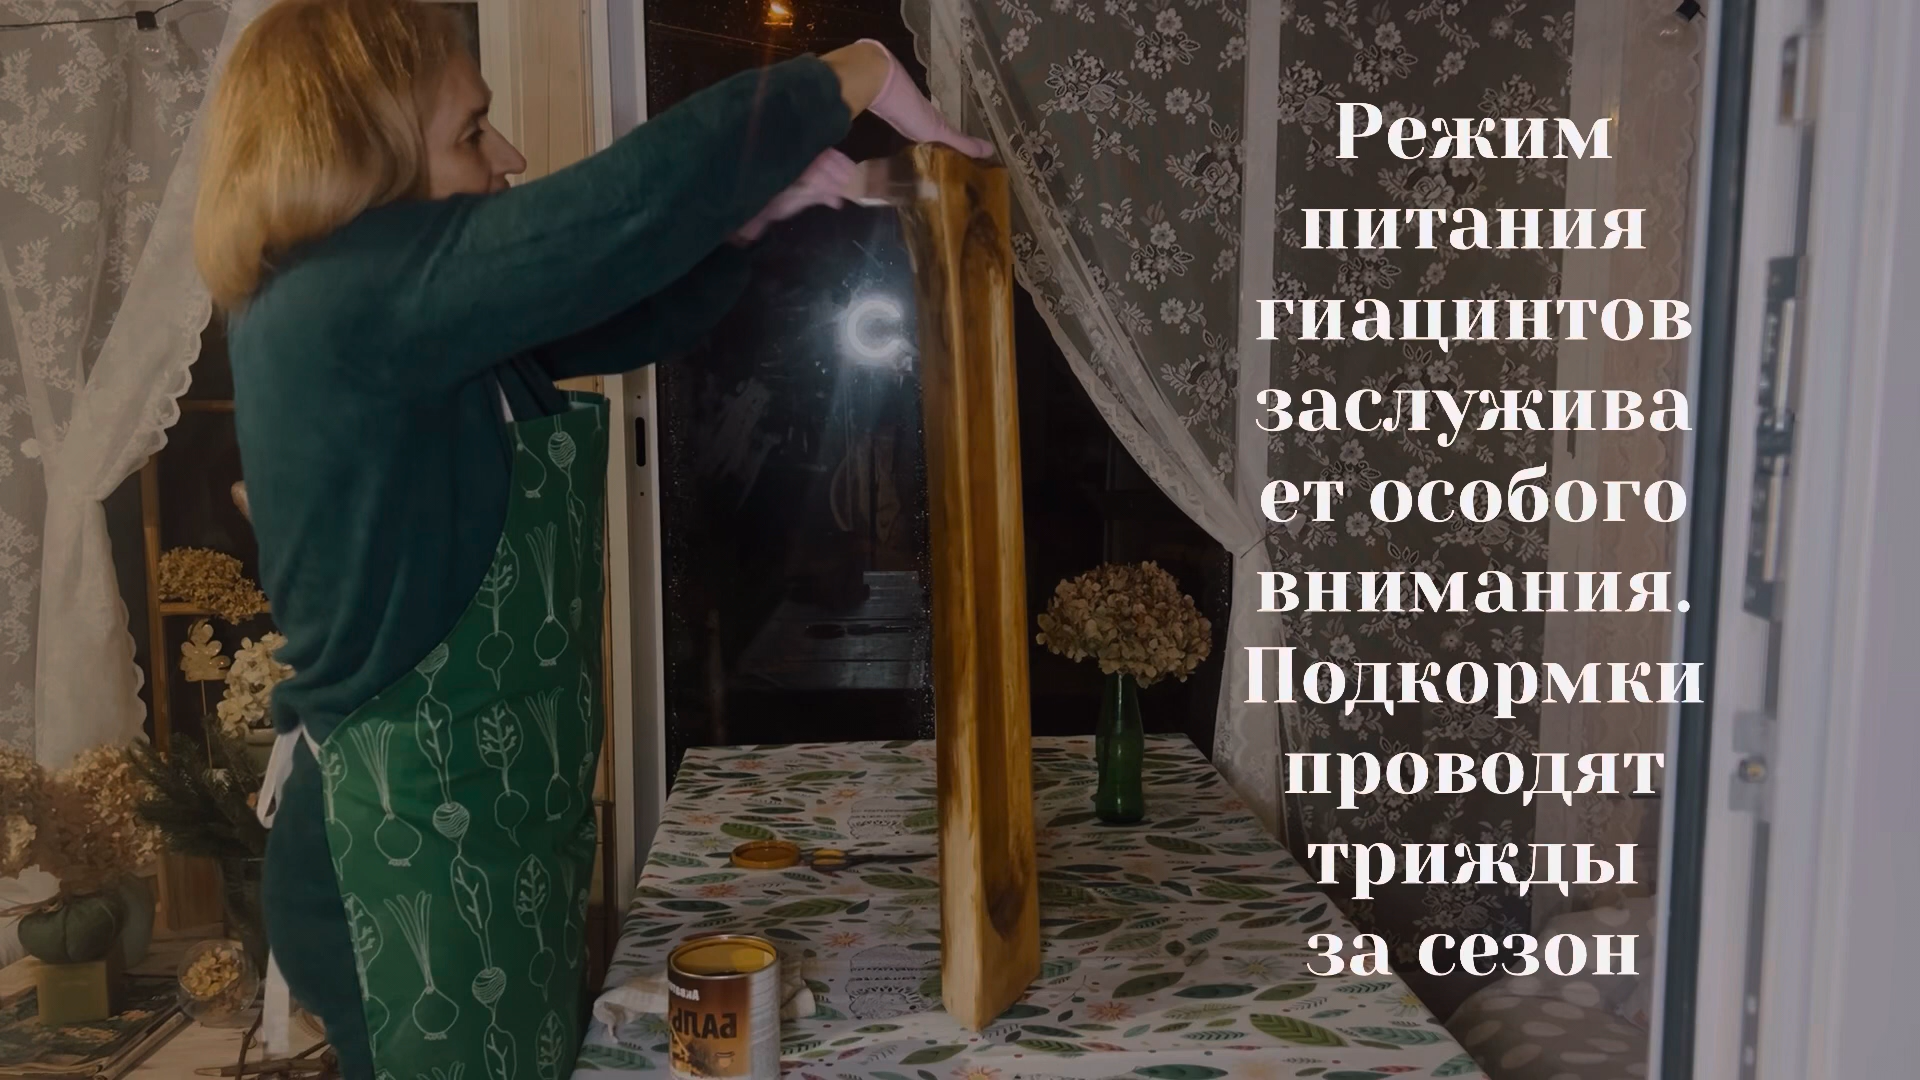 Режим
питания
гиацинтов
заслужива
ет особого
внимания.
Подкормки
проводят
трижды
за сезон